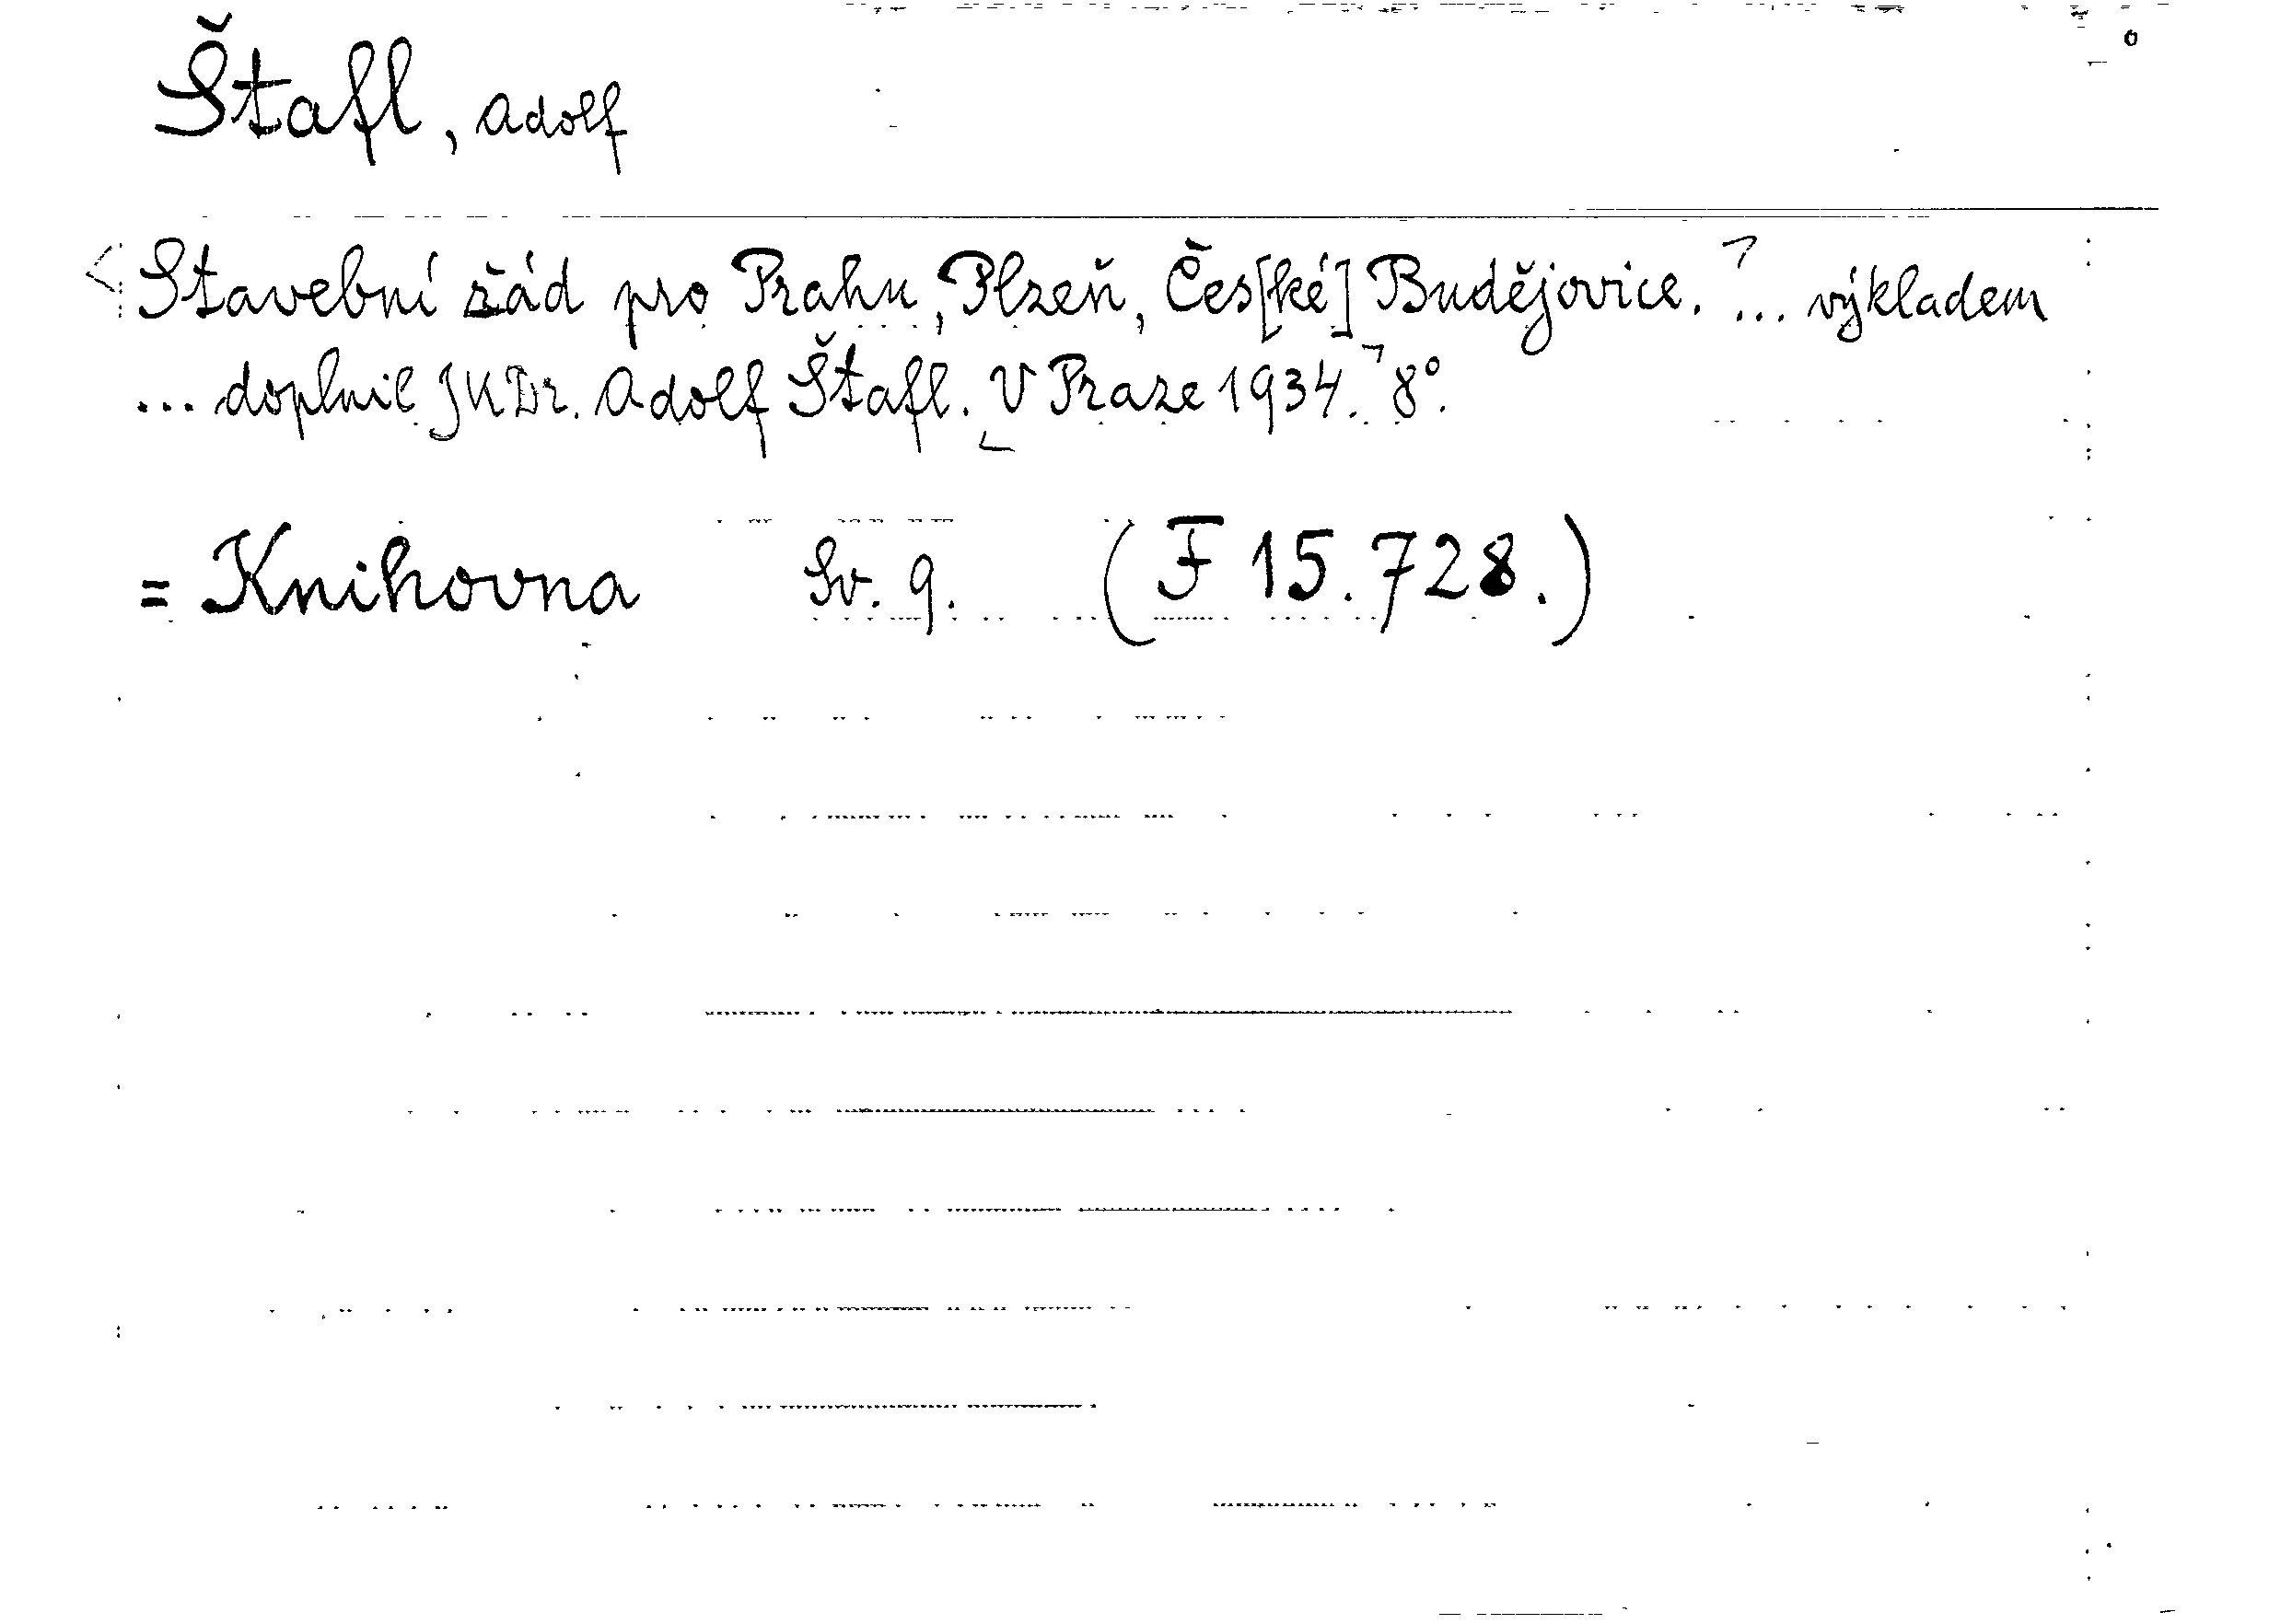 Štafl, Adolf
Stavební řád pro Prahu, Plzeň, Čes[ké] Budějovice. ... výkladem
... doplnil JKDr. Adolf Štafl. V Praze 1934. 8°.
= Knihovna Sv. 9. (F 15.728.)